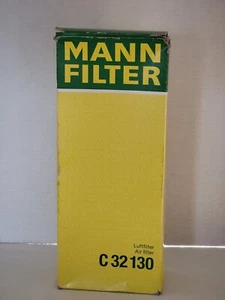 MANN
FILTER
Luftfilter
Air filter
C 32 130